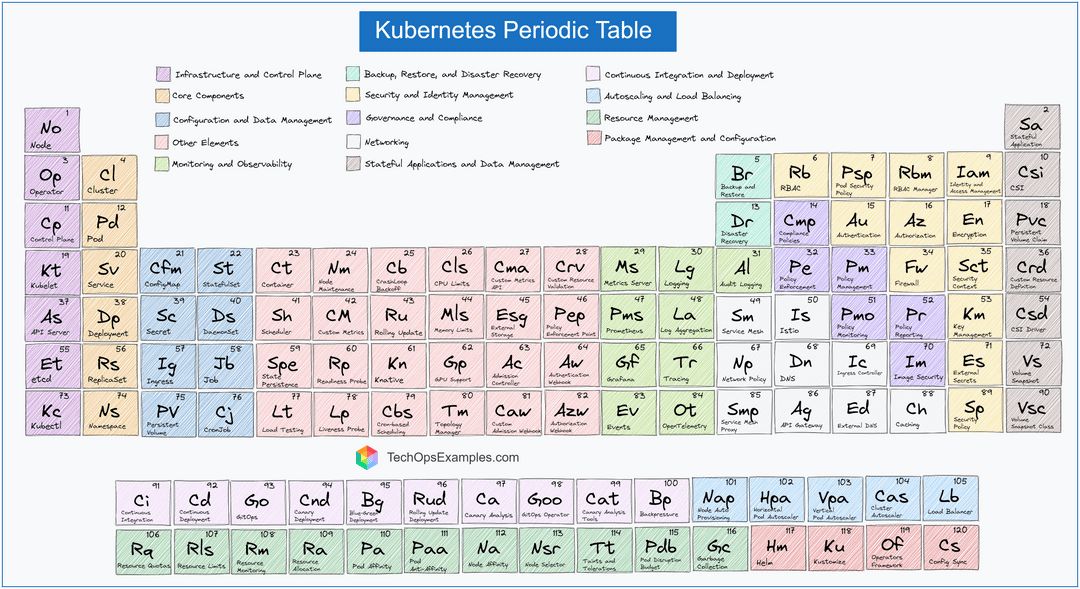 Kubernetes Periodic Table
Infrastructure and Control Plane
Core Components
Configuration and Data Management
Other Elements
Monitoring and Observability
Backup, Restore, and Disaster Recovery
Security and Identity Management
Governance and Compliance
Networking
Stateful Applications and Data Management
Continuous Integration and Deployment
Autoscaling and Load Balancing
Resource Management
Package Management and Configuration
1
No
Node
2
Sa
Stateful
Application
3
Op
Operator
4
Cl
Cluster
5
Br
Backup and
Restore
6
Rb
RBAC
7
Psp
Pod Security
Policy
8
Rbm
RBAC Manager
9
Iam
Identity and
Access Management
10
Csi
CSI
11
Cp
Control Plane
12
Pd
Pod
13
Dr
Disaster
Recovery
14
Cmp
Compliance
Policies
15
Au
Authentication
16
Az
Authorization
17
En
Encryption
18
Pvc
Persistent
Volume Claim
19
Kt
Kubelet
20
Sv
Service
21
Cfm
ConfigMap
22
St
StatefulSet
23
Ct
Container
24
Nm
Node
Maintenance
25
Cb
CrashLoop
Backoff
26
Cls
CPU Limits
27
Cma
Custom Metrics
API
28
Crv
Custom Resource
Validation
29
Ms
Metrics Server
30
Lg
Logging
31
Al
Audit Logging
32
Pe
Policy
Enforcement
33
Pm
Policy
Management
34
Fw
Firewall
35
Sct
Security
Context
36
Crd
Custom Resource
Definition
37
As
API Server
38
Dp
Deployment
39
Sc
Secret
40
Ds
DaemonSet
41
Sh
Scheduler
42
CM
Custom Metrics
43
Ru
Rolling Update
44
Mls
Memory Limits
45
Esg
External
Storage
46
Pep
Policy
Enforcement Point
47
Pms
Prometheus
48
La
Log Aggregation
49
Sm
Service Mesh
50
Is
Istio
51
Pmo
Policy
Monitoring
52
Pr
Policy
Reporting
53
Km
Key
Management
54
Csd
CSI Driver
55
Et
etcd
56
Rs
ReplicaSet
57
Ig
Ingress
58
Jb
Job
59
Spe
State
Persistence
60
Rp
Readiness Probe
61
Kn
Knative
62
Gp
GPU Support
63
Ac
Admission
Controller
64
Aw
Authentication
Webhook
65
Gf
Grafana
66
Tr
Tracing
67
Np
Network Policy
68
Dn
DNS
69
Ic
Ingress Controller
70
Im
Image Security
71
Es
External
Secrets
72
Vs
Volume
Snapshot
73
Kc
Kubectl
74
Ns
Namespace
75
PV
Persistent
Volume
76
Cj
CronJob
77
Lt
Load Testing
78
Lp
Liveness Probe
79
Cbs
Cron-based
Scheduling
80
Tm
Topology
Manager
81
Caw
Custom
Admission Webhook
82
Azw
Authorization
Webhook
83
Ev
Events
84
Ot
OpenTelemetry
85
Smp
Service Mesh
Proxy
86
Ag
API Gateway
87
Ed
External DNS
88
Ch
Caching
89
Sp
Security
Policy
90
Vsc
Volume
Snapshot Class
TechOpsExamples.com
91
Ci
Continuous
Integration
92
Cd
Continuous
Deployment
93
Go
GitOps
94
Cnd
Canary
Deployment
95
Bg
Blue-Green
Deployment
96
Rud
Rolling Update
Deployment
97
Ca
Canary Analysis
98
Goo
GitOps Operator
99
Cat
Canary Analysis
Tools
100
Bp
Backpressure
101
Nap
Node Auto
Provisioning
102
Hpa
Horizontal
Pod Autoscaler
103
Vpa
Vertical
Pod Autoscaler
104
Cas
Cluster
Autoscaler
105
Lb
Load Balancer
106
Rq
Resource Quotas
107
Rls
Resource Limits
108
Rm
Resource
Monitoring
109
Ra
Resource
Allocation
110
Pa
Pod Affinity
111
Paa
Pod
Anti-Affinity
112
Na
Node Affinity
113
Nsr
Node Selector
114
Tt
Taints and
Tolerations
115
Pdb
Pod Disruption
Budget
116
Gc
Garbage
Collection
117
Hm
Helm
118
Ku
Kustomize
119
Of
Operators
Framework
120
Cs
Config Sync